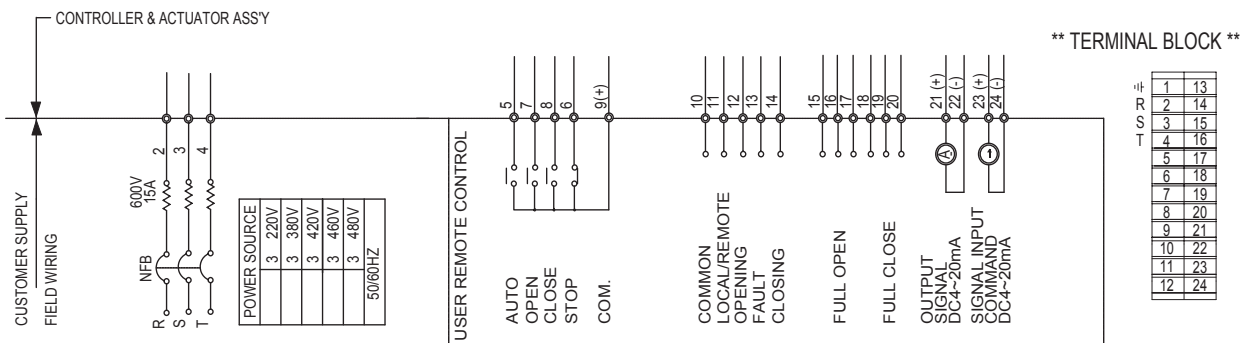 CONTROLLER & ACTUATOR ASS'Y
** TERMINAL BLOCK **
CUSTOMER SUPPLY
FIELD WIRING
2
3
4
600V
15A
NFB
R
S
T
POWER SOURCE
3 220V
3 380V
3 420V
3 460V
3 480V
50/60HZ
USER REMOTE CONTROL
5
7
8
6
9(+)
AUTO
OPEN
CLOSE
STOP
COM.
10
11
12
13
14
COMMON
LOCAL/REMOTE
OPENING
FAULT
CLOSING
15
16
17
18
19
20
FULL OPEN
FULL CLOSE
21 (+)
22 (-)
23 (+)
24 (-)
A
OUTPUT
SIGNAL
DC4~20mA
SIGNAL INPUT
COMMAND
DC4~20mA
1 13
R 2 14
S 3 15
T 4 16
5 17
6 18
7 19
8 20
9 21
10 22
11 23
12 24